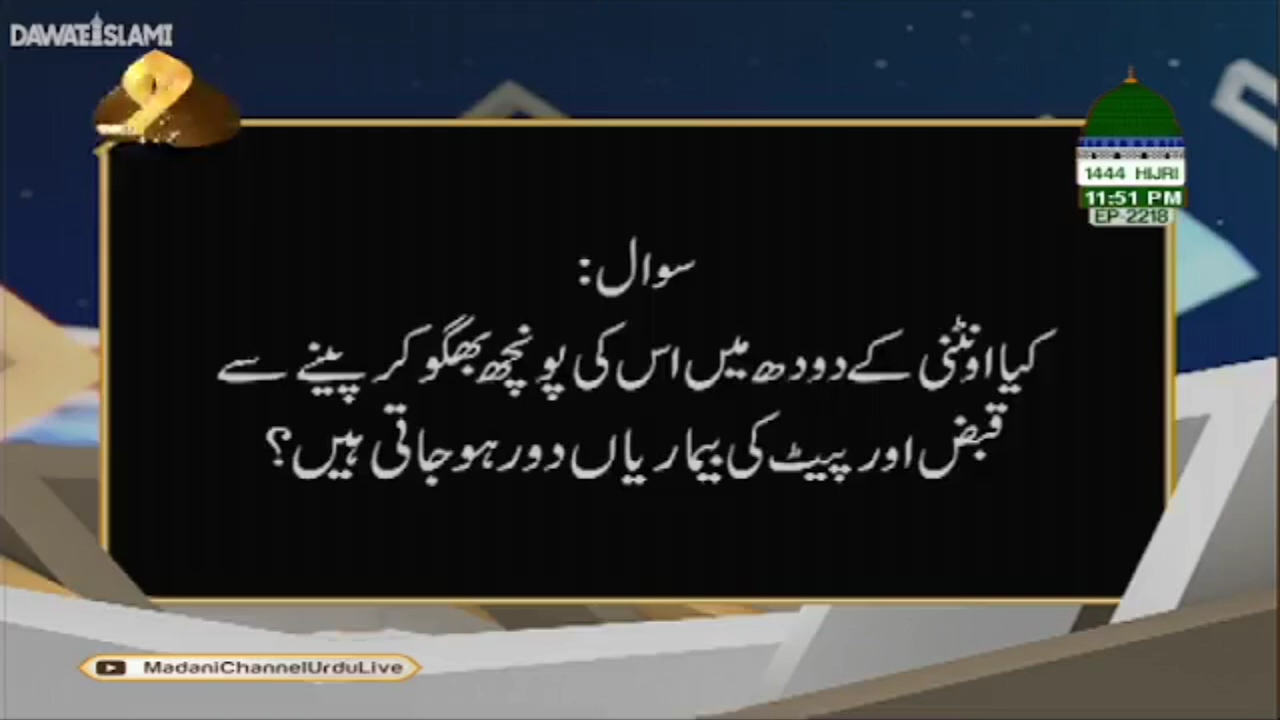 DAWATEISLAMI
1444 HIJRI
11:51 PM
EP-2218
سوال:
کیا اونٹنی کے دودھ میں اس کی پونچھ بھگو کر پینے سے
قبض اور پیٹ کی بیماریاں دور ہو جاتی ہیں؟
MadaniChannelUrduLive